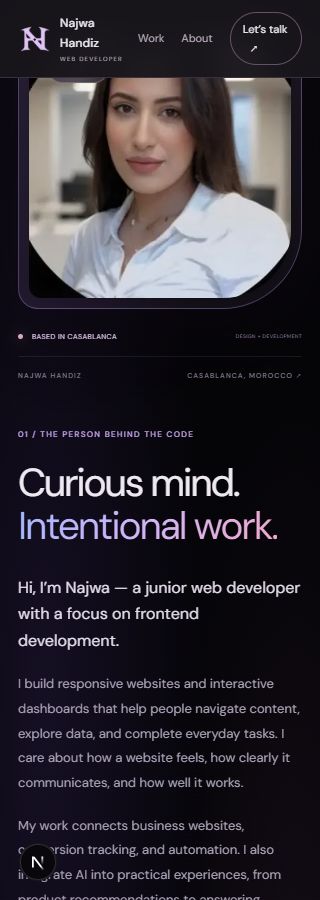 Najwa
Handiz
WEB DEVELOPER
Work
About
Let's talk
↗
BASED IN CASABLANCA
DESIGN + DEVELOPMENT
NAJWA HANDIZ
CASABLANCA, MOROCCO ↗
01 / THE PERSON BEHIND THE CODE
Curious mind.
Intentional work.
Hi, I'm Najwa — a junior web developer
with a focus on frontend
development.
I build responsive websites and interactive
dashboards that help people navigate content,
explore data, and complete everyday tasks. I
care about how a website feels, how clearly it
communicates, and how well it works.
My work connects business websites,
tracking, and automation. I also
AI into practical experiences, from
product recommendations to answering